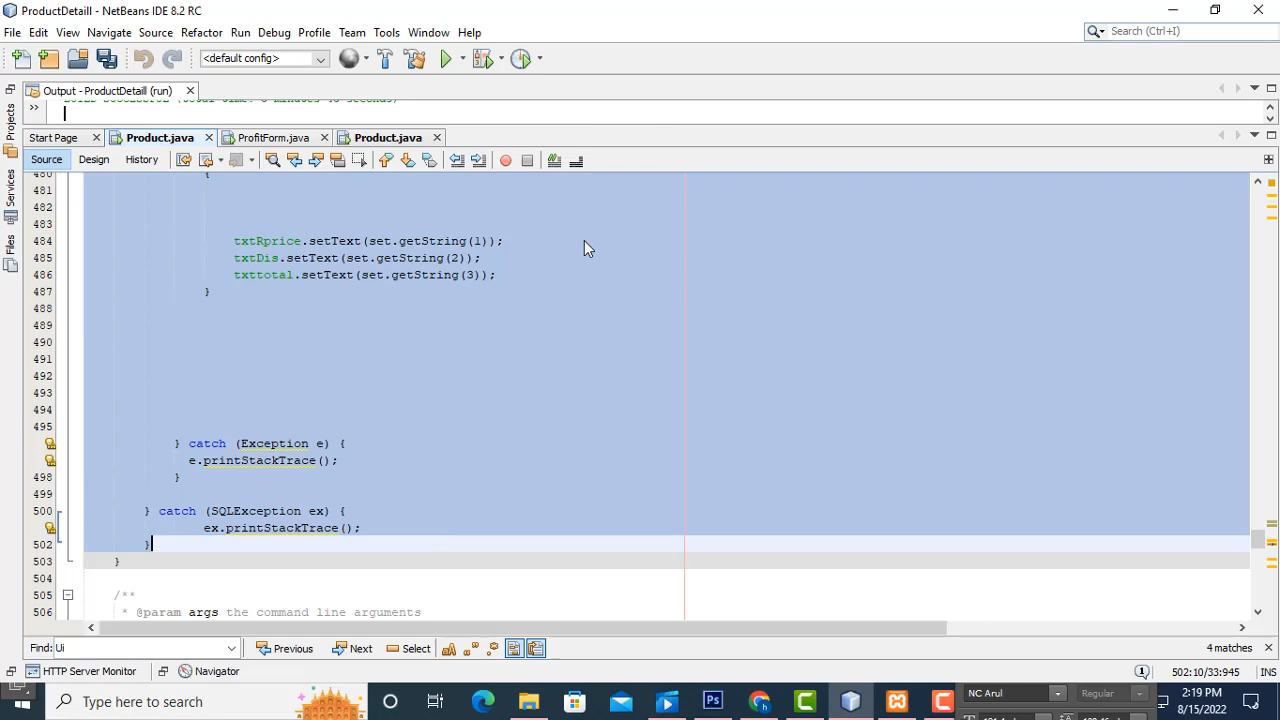 ProductDetaill - NetBeans IDE 8.2 RC
File Edit View Navigate Source Refactor Run Debug Profile Team Tools Window Help
Search (Ctrl+I)
<default config>
Output - ProductDetaill (run)
Projects
Services
Files
Start Page Product.java ProfitForm.java Product.java
Source Design History
480 {
481
482
483
484 txtRprice.setText(set.getString(1));
485 txtDis.setText(set.getString(2));
486 txttotal.setText(set.getString(3));
487 }
488
489
490
491
492
493
494
495
} catch (Exception e) {
e.printStackTrace();
498 }
499
500 } catch (SQLException ex) {
ex.printStackTrace();
502 }
503 }
504
505 /**
506 * @param args the command line arguments
Find: Ui Previous Next Select 4 matches
HTTP Server Monitor Navigator 1 502:10/33:945 INS
Type here to search
NC Arul Regular
2:19 PM
8/15/2022